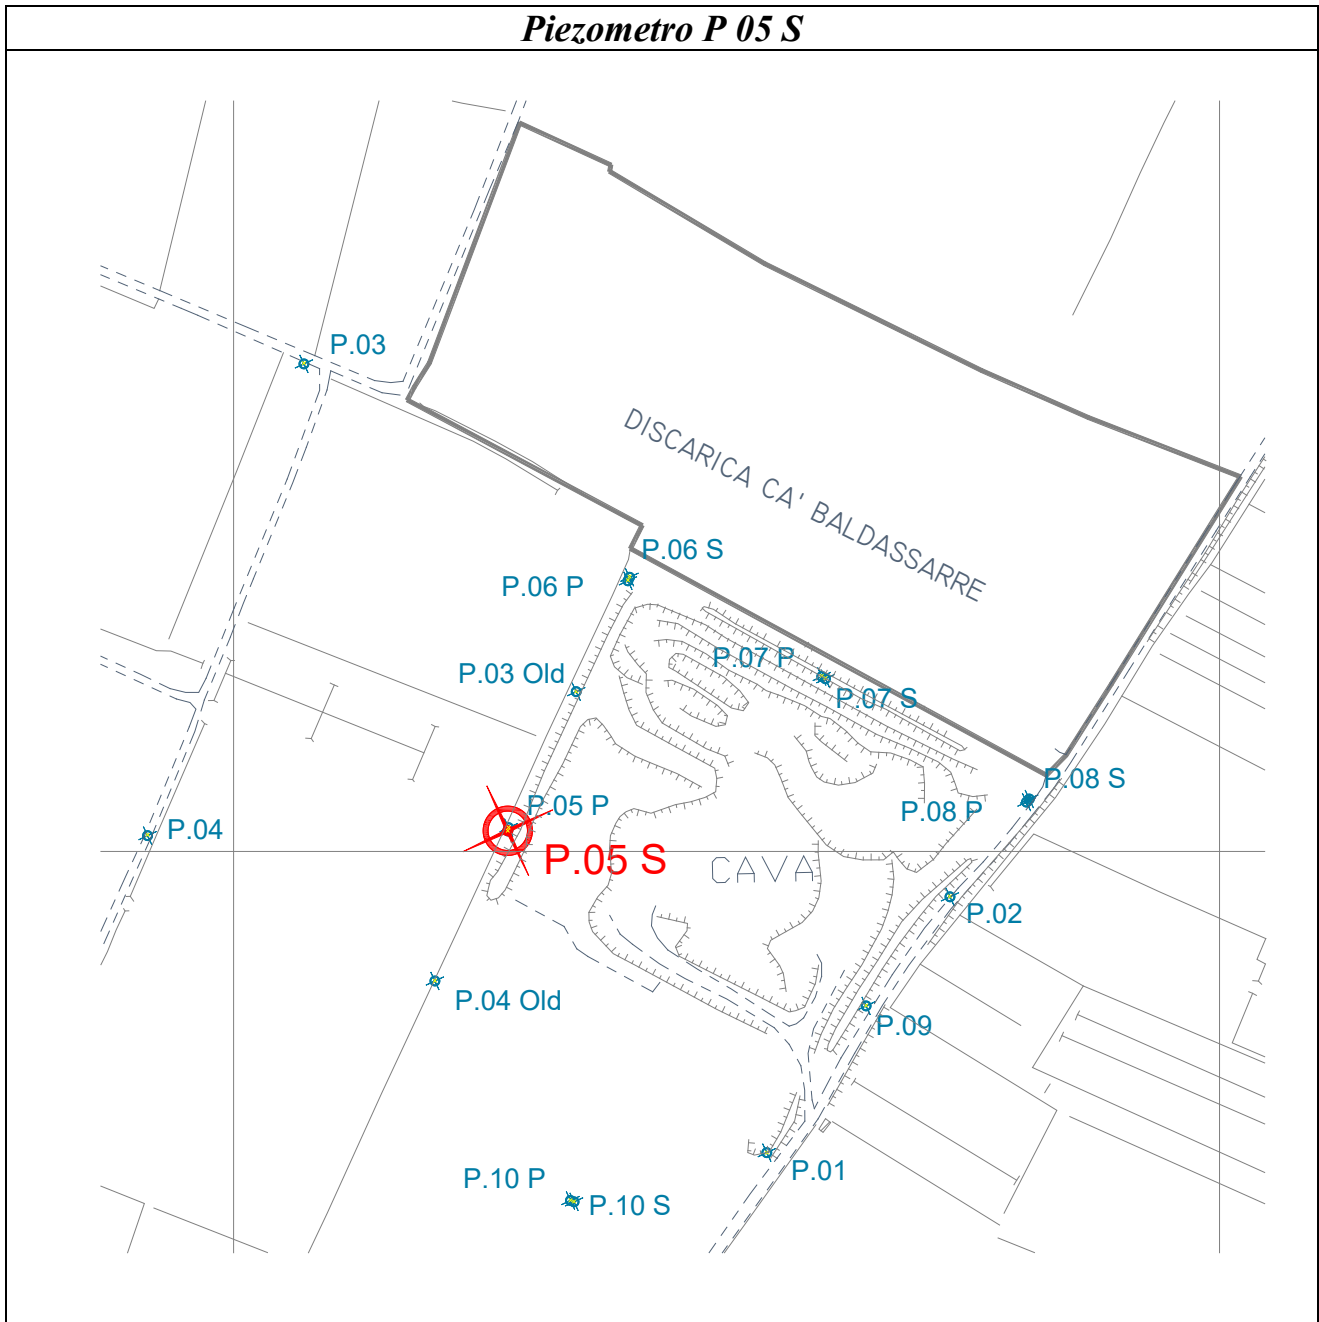 Piezometro P 05 S
P.03
DISCARICA CA' BALDASSARRE
P.06 S
P.06 P
P.07 P
P.03 Old
P.07 S
P.08 S
P.05 P
P.08 P
P.04
P.05 S
CAVA
P.02
P.04 Old
P.09
P.01
P.10 P
P.10 S